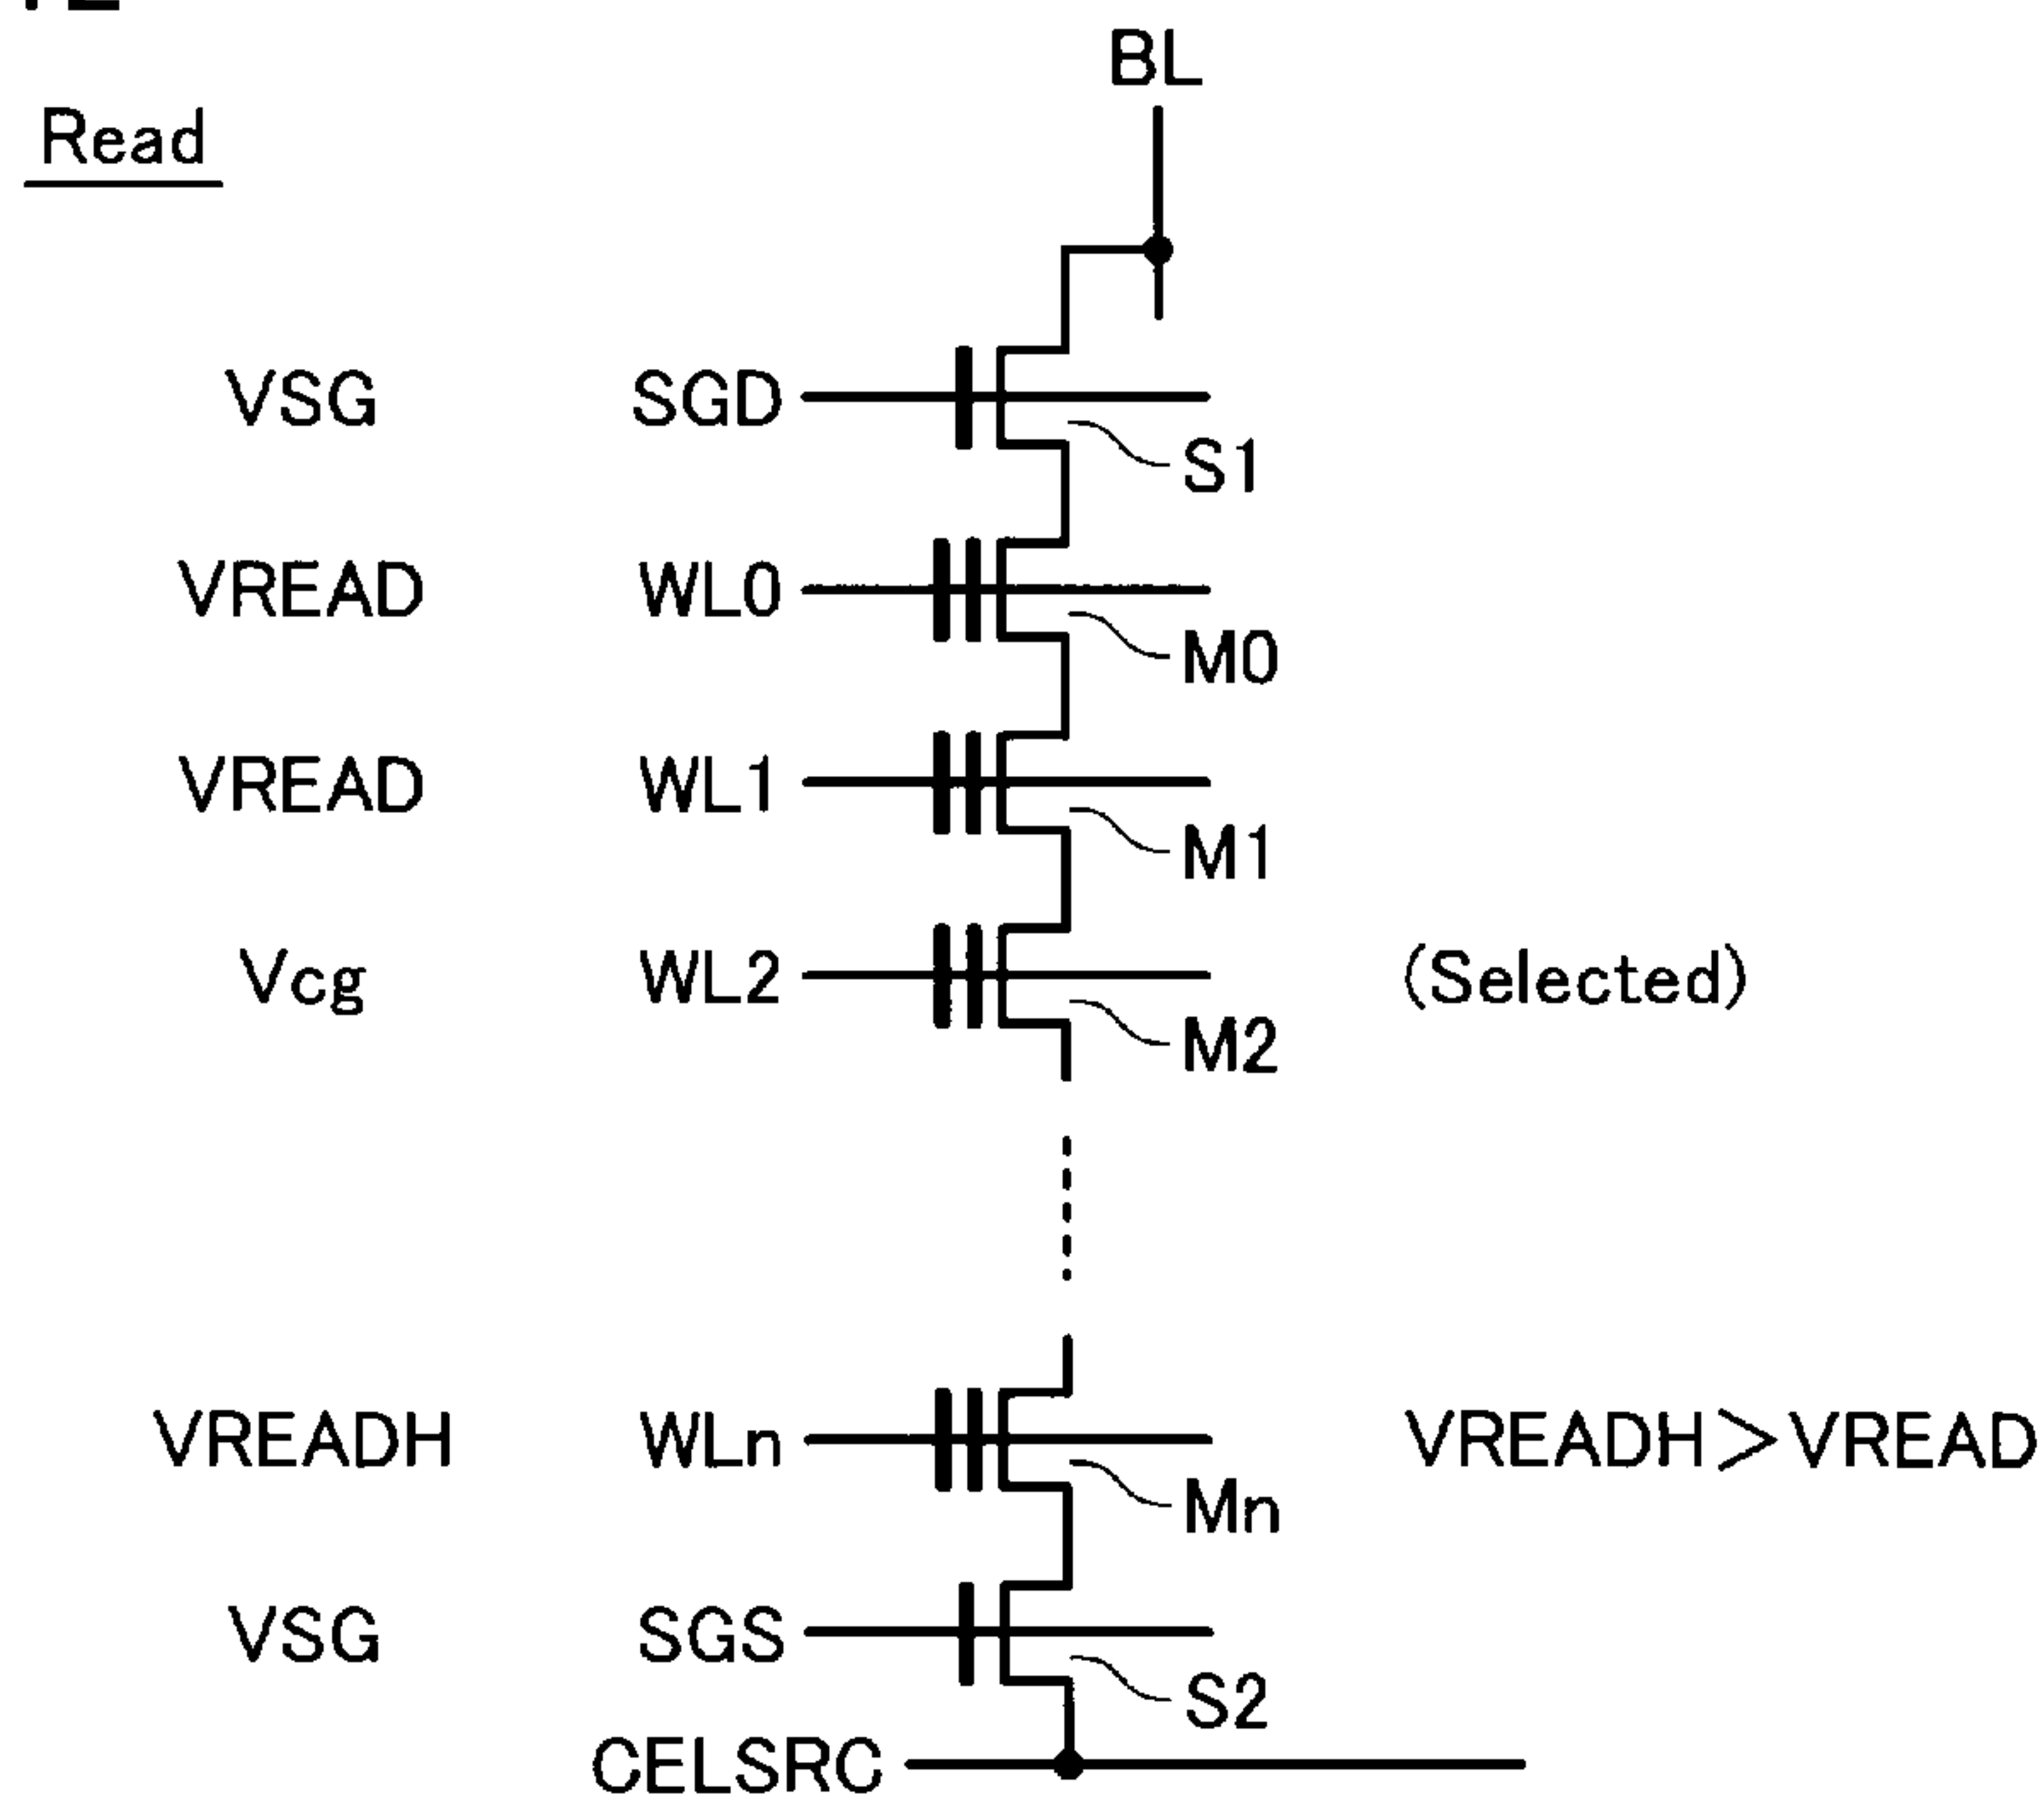 BL
Read
VSG SGD
S1
VREAD WL0
M0
VREAD WL1
M1
Vcg WL2 (Selected)
M2
VREADH WLn VREADH>VREAD
Mn
VSG SGS
S2
CELSRC